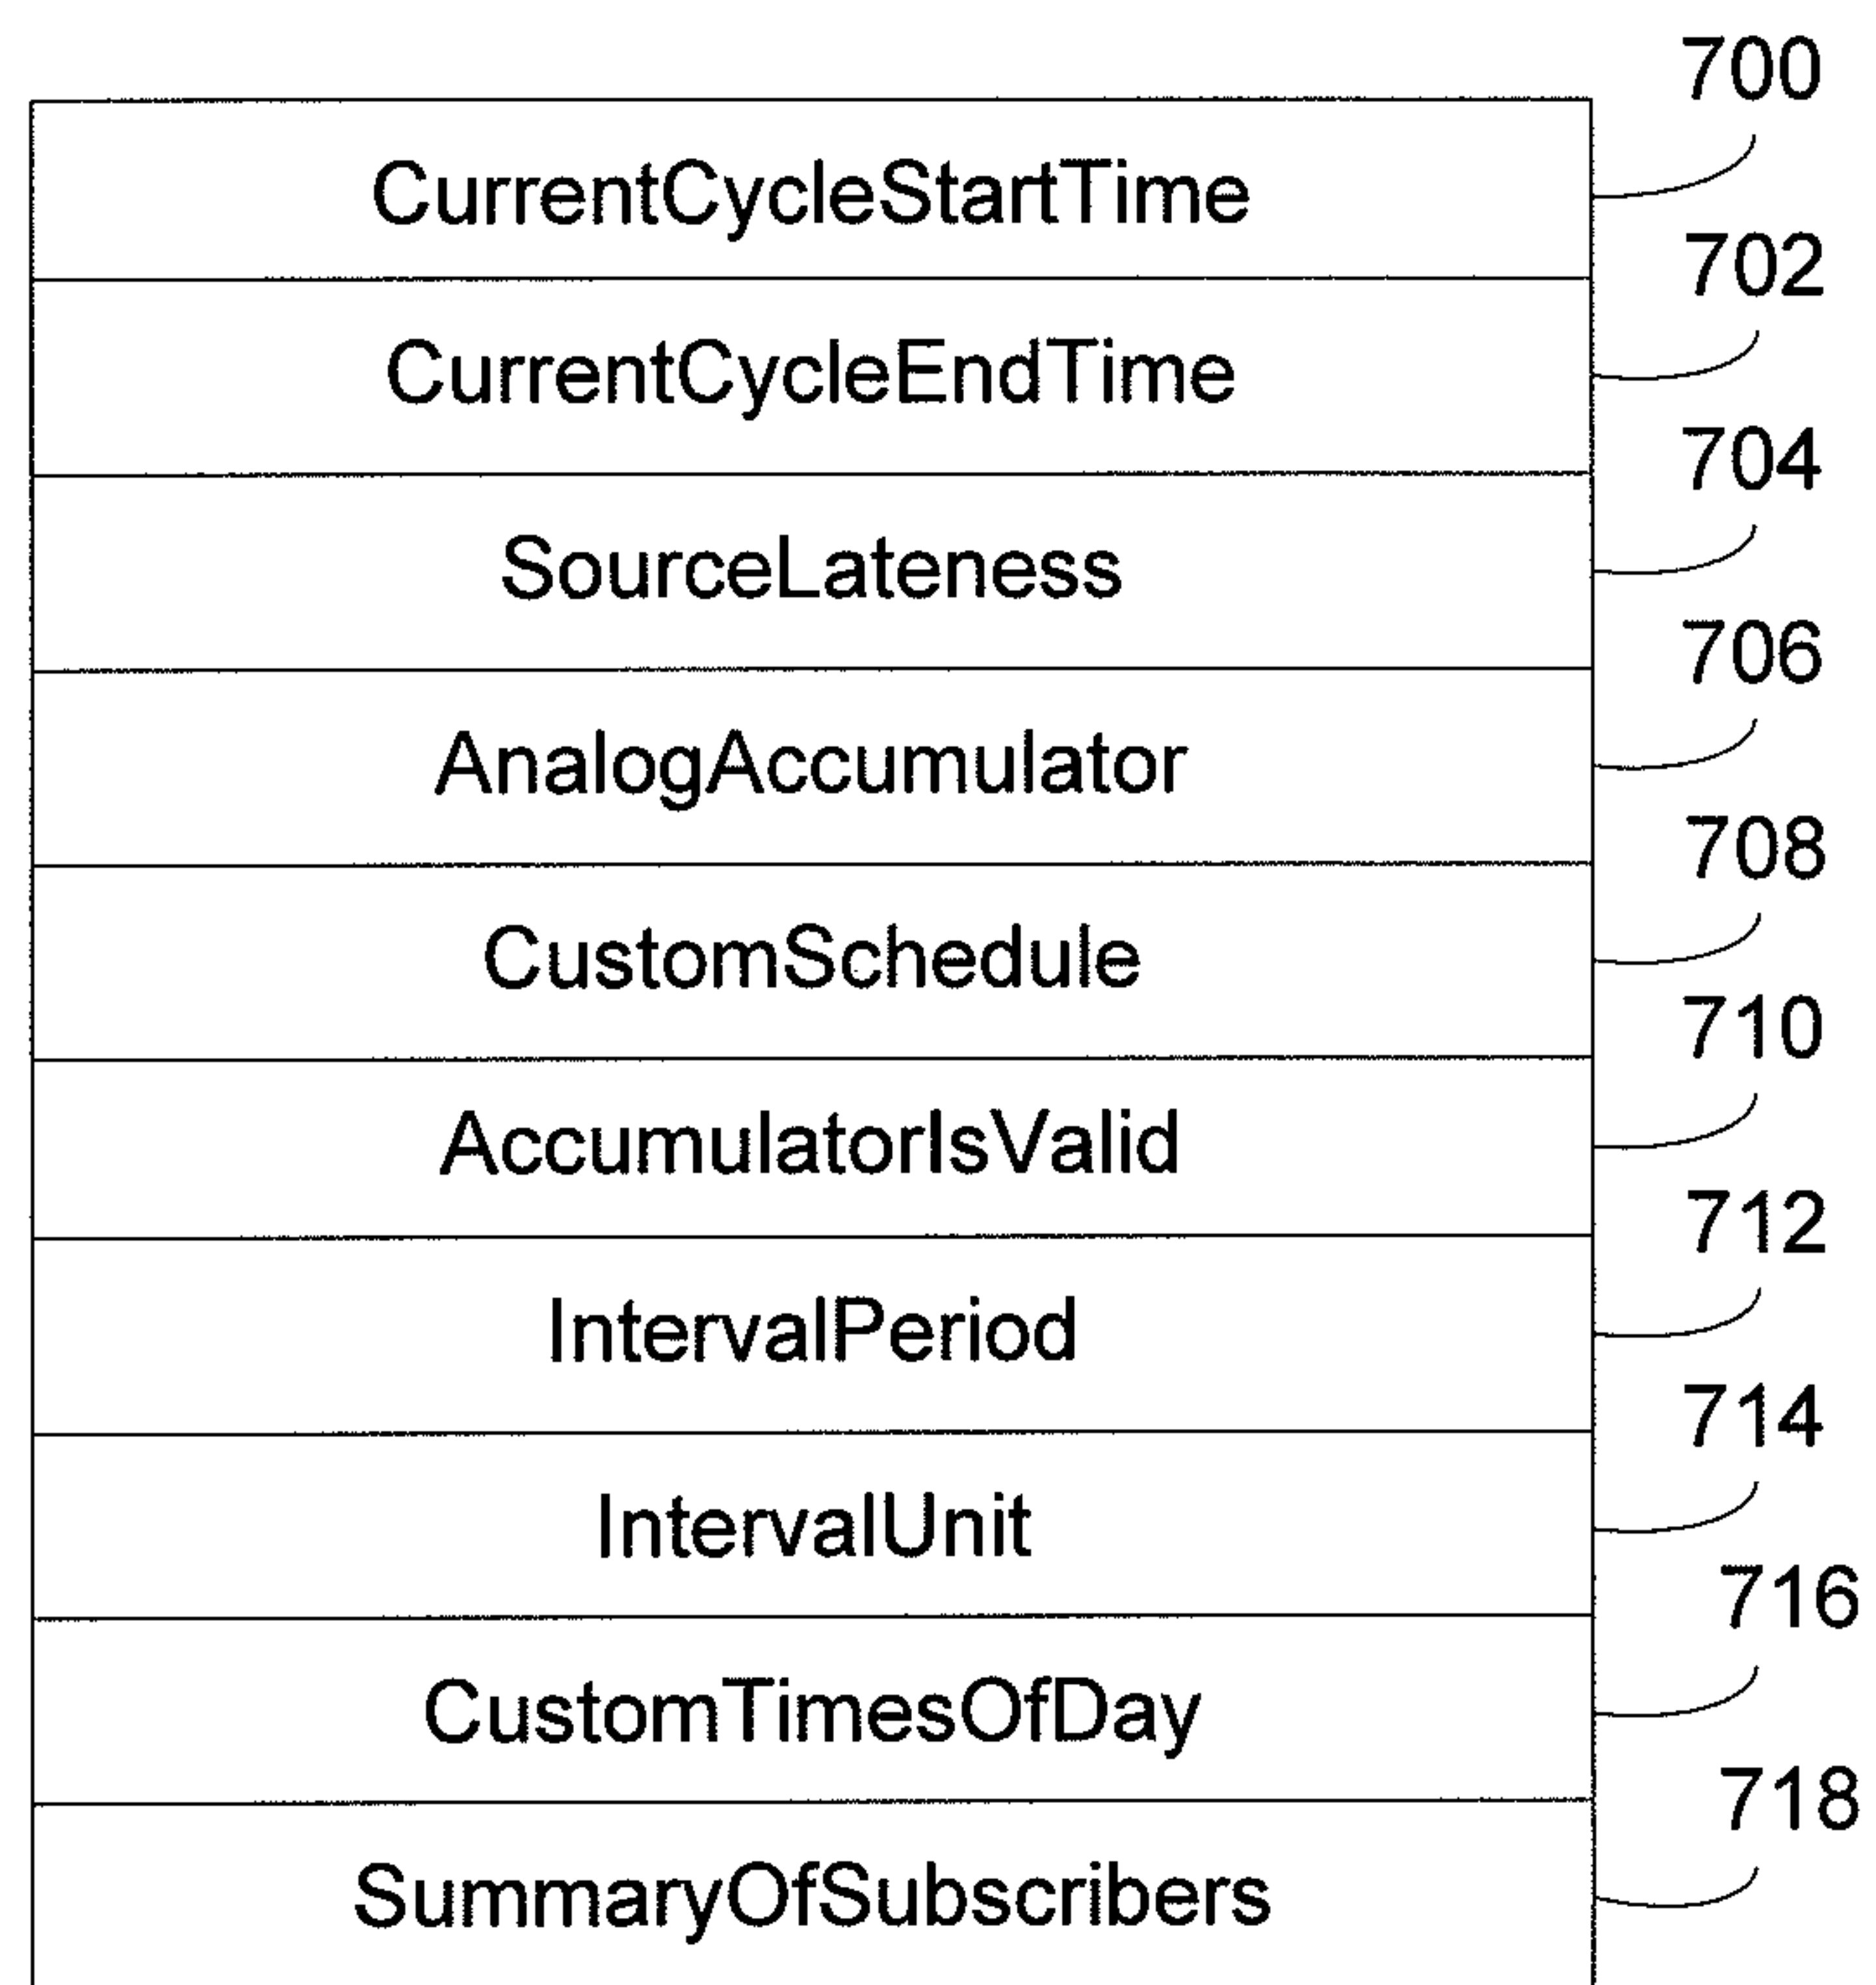 700
CurrentCycleStartTime
702
CurrentCycleEndTime
704
SourceLateness
706
AnalogAccumulator
708
CustomSchedule
710
AccumulatorIsValid
712
IntervalPeriod
714
IntervalUnit
716
CustomTimesOfDay
718
SummaryOfSubscribers